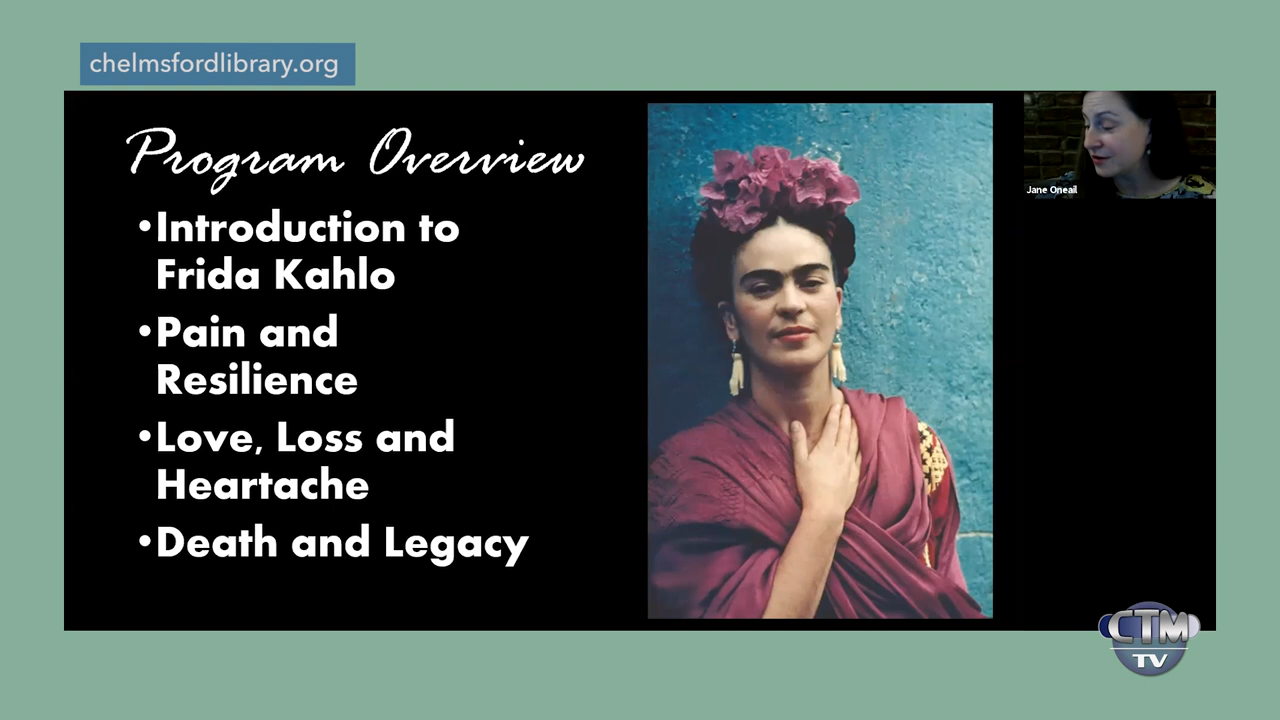 chelmsfordlibrary.org
Program Overview
•Introduction to
Frida Kahlo
•Pain and
Resilience
•Love, Loss and
Heartache
•Death and Legacy
Jane Oneail
CTM
TV